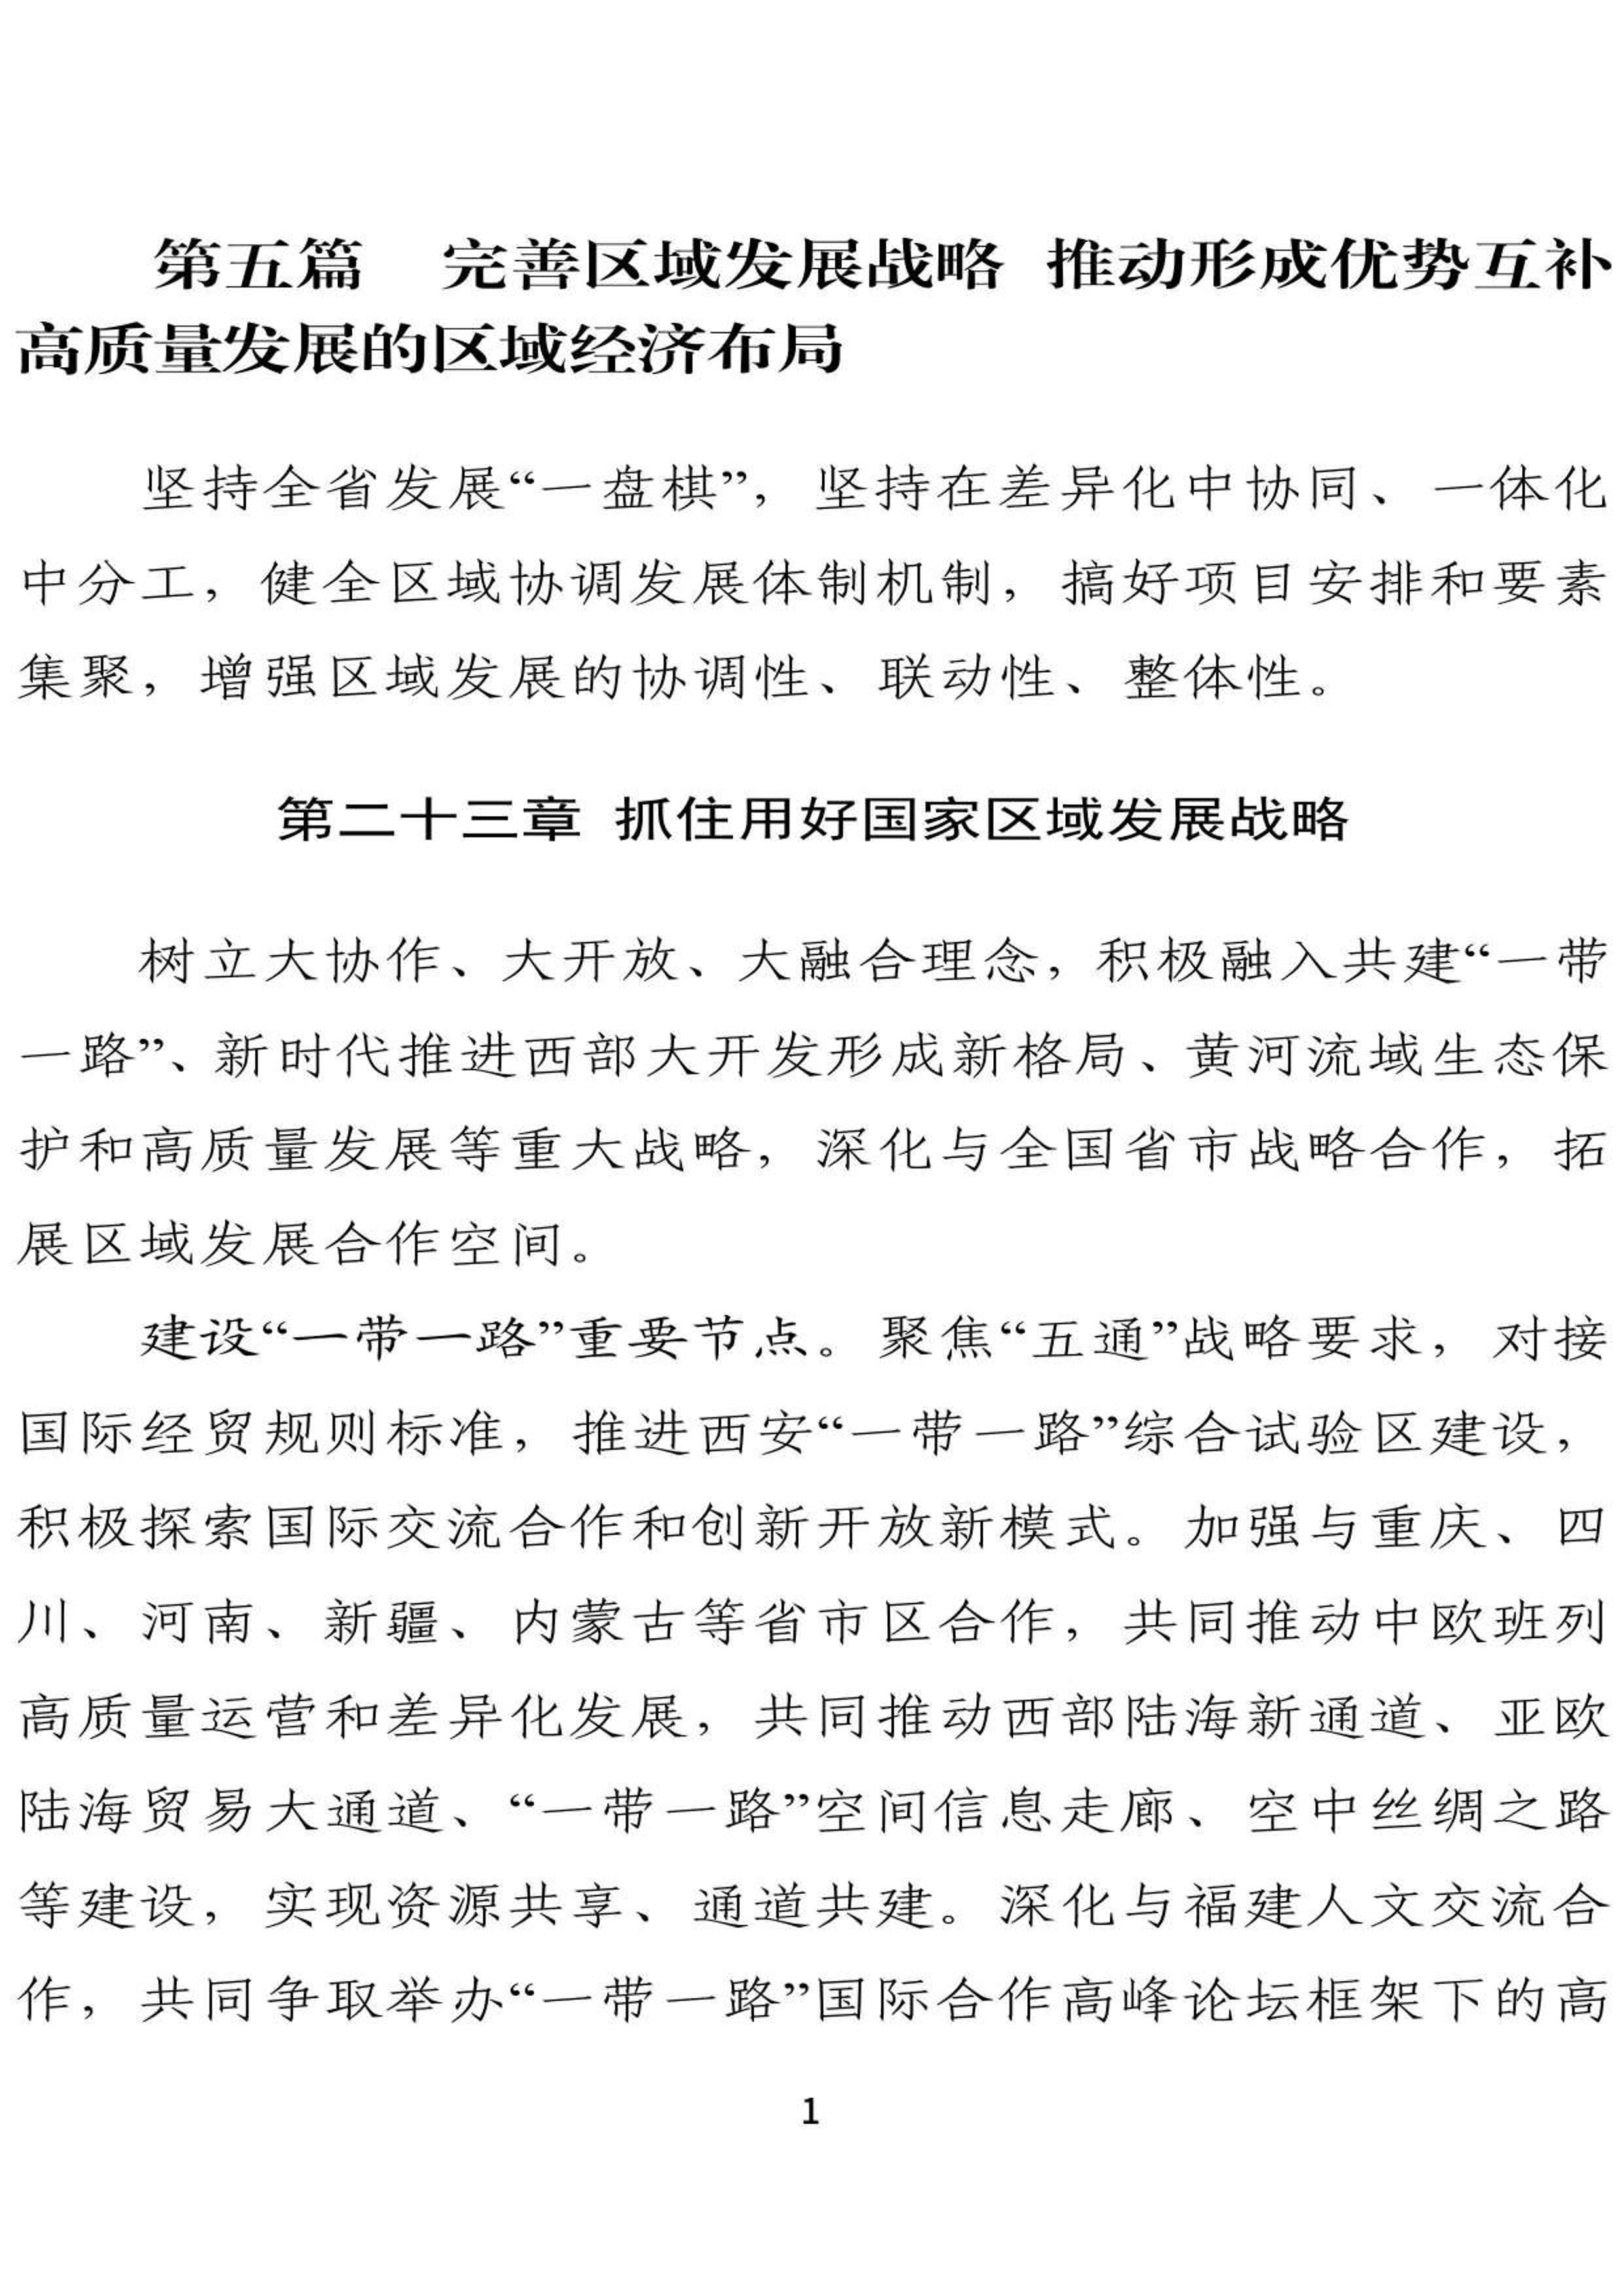 第五篇 完善区域发展战略 推动形成优势互补
高质量发展的区域经济布局
坚持全省发展“一盘棋”，坚持在差异化中协同、一体化
中分工，健全区域协调发展体制机制，搞好项目安排和要素
集聚，增强区域发展的协调性、联动性、整体性。
第二十三章 抓住用好国家区域发展战略
树立大协作、大开放、大融合理念，积极融入共建“一带
一路”、新时代推进西部大开发形成新格局、黄河流域生态保
护和高质量发展等重大战略，深化与全国省市战略合作，拓
展区域发展合作空间。
建设“一带一路”重要节点。聚焦“五通”战略要求，对接
国际经贸规则标准，推进西安“一带一路”综合试验区建设，
积极探索国际交流合作和创新开放新模式。加强与重庆、四
川、河南、新疆、内蒙古等省市区合作，共同推动中欧班列
高质量运营和差异化发展，共同推动西部陆海新通道、亚欧
陆海贸易大通道、“一带一路”空间信息走廊、空中丝绸之路
等建设，实现资源共享、通道共建。深化与福建人文交流合
作，共同争取举办“一带一路”国际合作高峰论坛框架下的高
1